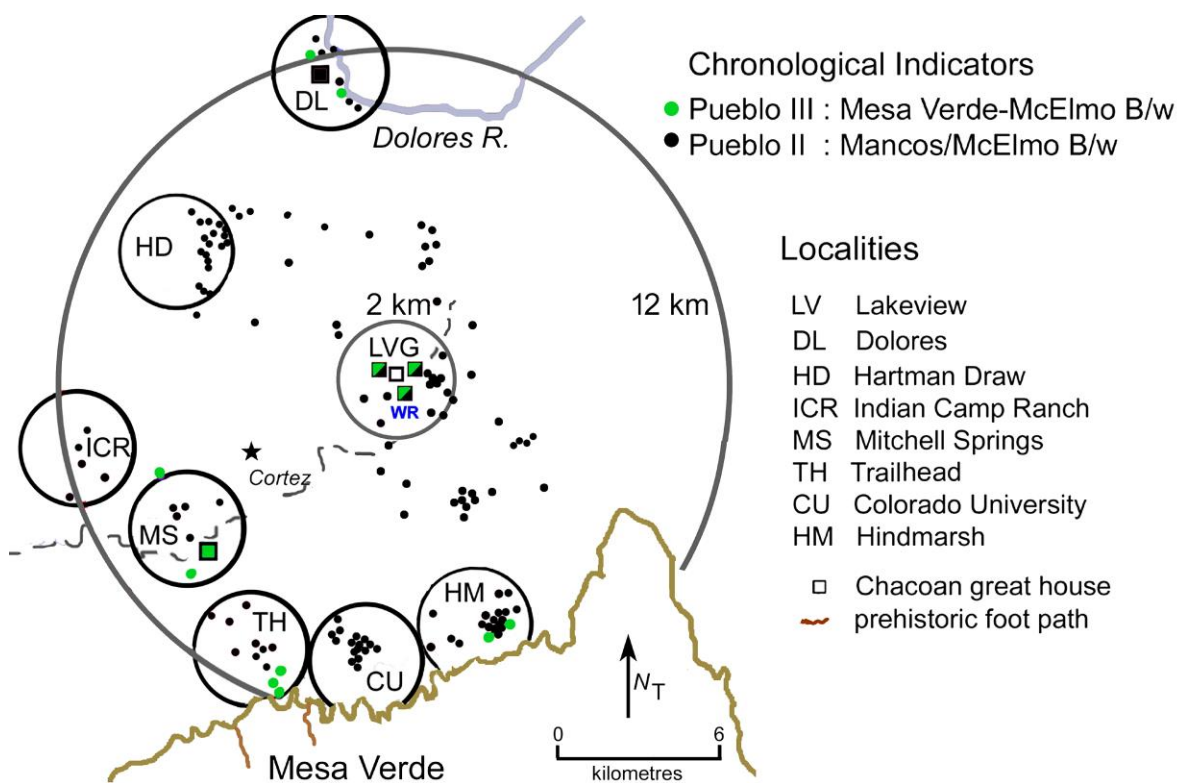 Chronological Indicators
Pueblo III : Mesa Verde-McElmo B/w
Pueblo II : Mancos/McElmo B/w
DL
Dolores R.
HD
2 km
12 km
LVG
WR
ICR
Cortez
MS
TH
CU
HM
Mesa Verde
N T
0 6
kilometres
Localities
LV Lakeview
DL Dolores
HD Hartman Draw
ICR Indian Camp Ranch
MS Mitchell Springs
TH Trailhead
CU Colorado University
HM Hindmarsh
Chacoan great house
prehistoric foot path